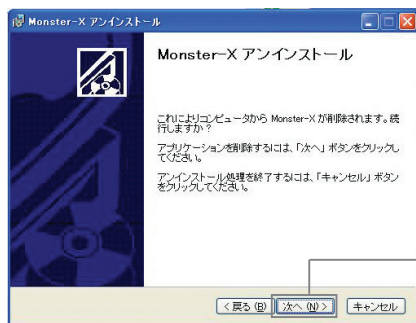 Monster-X アンインストール
Monster-X アンインストール
これによりコンピュータから Monster-Xが削除されます。続
行しますか？
アプリケーションを削除するには、「次へ」ボタンをクリックし
てください。
アンインストール処理を終了するには、「キャンセル」ボタン
をクリックしてください。
< 戻る (B) 次へ (N) > キャンセル